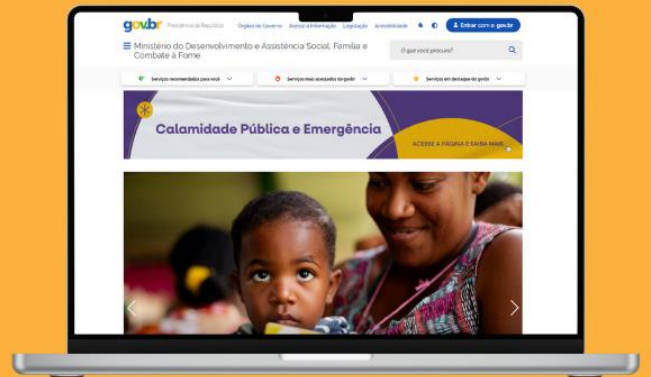 gov.br Presidência da República Órgãos do Governo Acesso à Informação Legislação Acessibilidade Entrar com o gov.br
Ministério do Desenvolvimento e Assistência Social, Família e
Combate à Fome
O que você procura?
Serviços recomendados para você
Serviços mais acessados do gov.br
Serviços em destaque do gov.br
Calamidade Pública e Emergência
ACESSE A PÁGINA E SAIBA MAIS